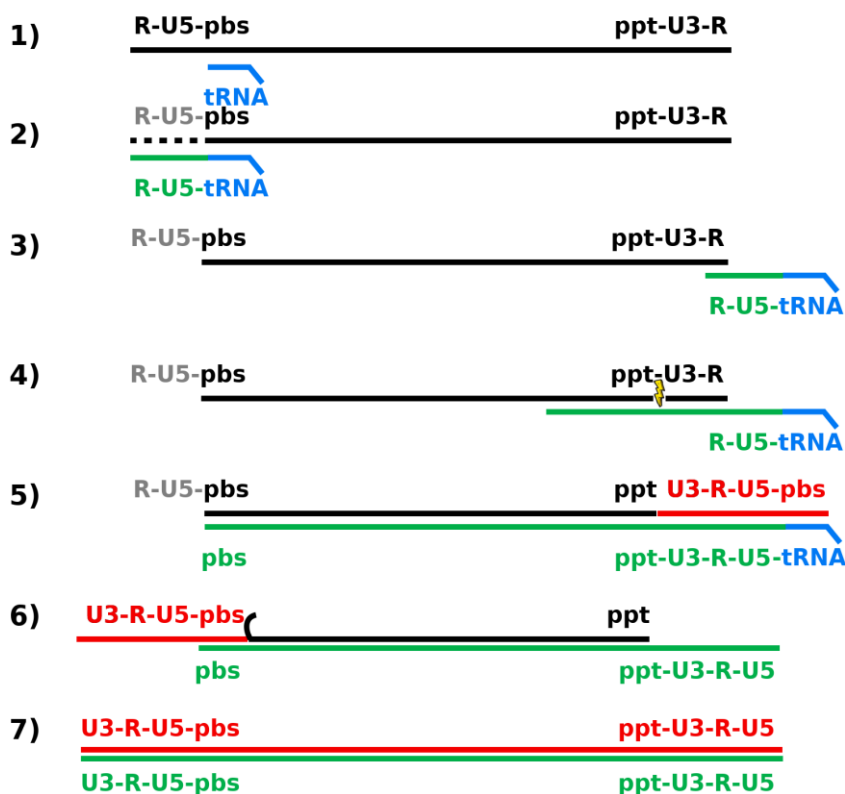 1) R-U5-pbs ppt-U3-R
tRNA
2) R-U5-pbs ppt-U3-R
R-U5-tRNA
3) R-U5-pbs ppt-U3-R
R-U5-tRNA
4) R-U5-pbs ppt-U3-R
R-U5-tRNA
5) R-U5-pbs ppt U3-R-U5-pbs
pbs ppt-U3-R-U5-tRNA
6) U3-R-U5-pbs ppt
pbs ppt-U3-R-U5
7) U3-R-U5-pbs ppt-U3-R-U5
U3-R-U5-pbs ppt-U3-R-U5